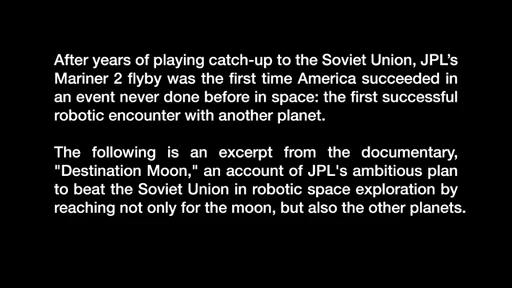 After years of playing catch-up to the Soviet Union, JPL's
Mariner 2 flyby was the first time America succeeded in
an event never done before in space: the first successful
robotic encounter with another planet.
The following is an excerpt from the documentary,
"Destination Moon," an account of JPL's ambitious plan
to beat the Soviet Union in robotic space exploration by
reaching not only for the moon, but also the other planets.